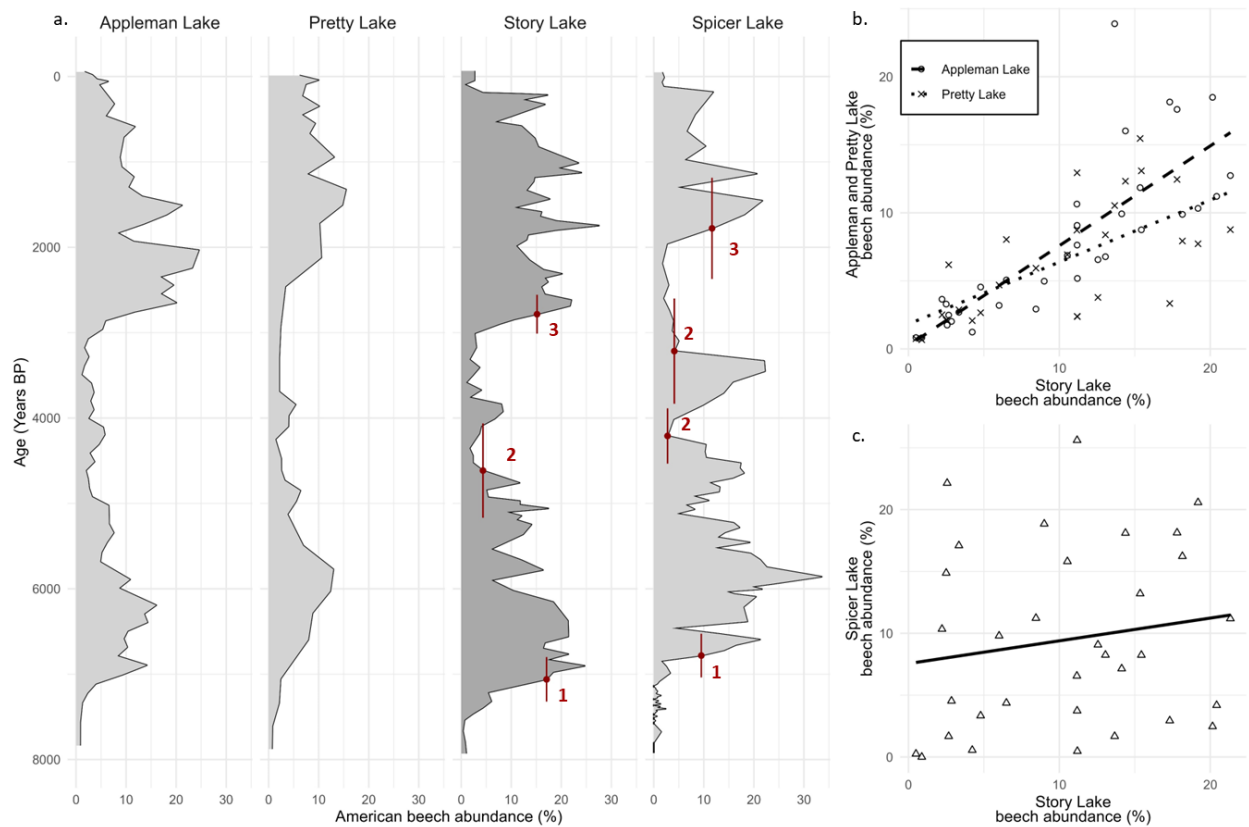 a.
Appleman Lake
Pretty Lake
Story Lake
Spicer Lake
Age (Years BP)
0
2000
4000
6000
8000
3
2
1
3
2
2
1
0 10 20 30
0 10 20 30
0 10 20 30
0 10 20 30
American beech abundance (%)
b.
Appleman and Pretty Lake
beech abundance (%)
20
10
0
Appleman Lake
Pretty Lake
0 10 20
Story Lake
beech abundance (%)
c.
Spicer Lake
beech abundance (%)
20
10
0
0 10 20
Story Lake
beech abundance (%)